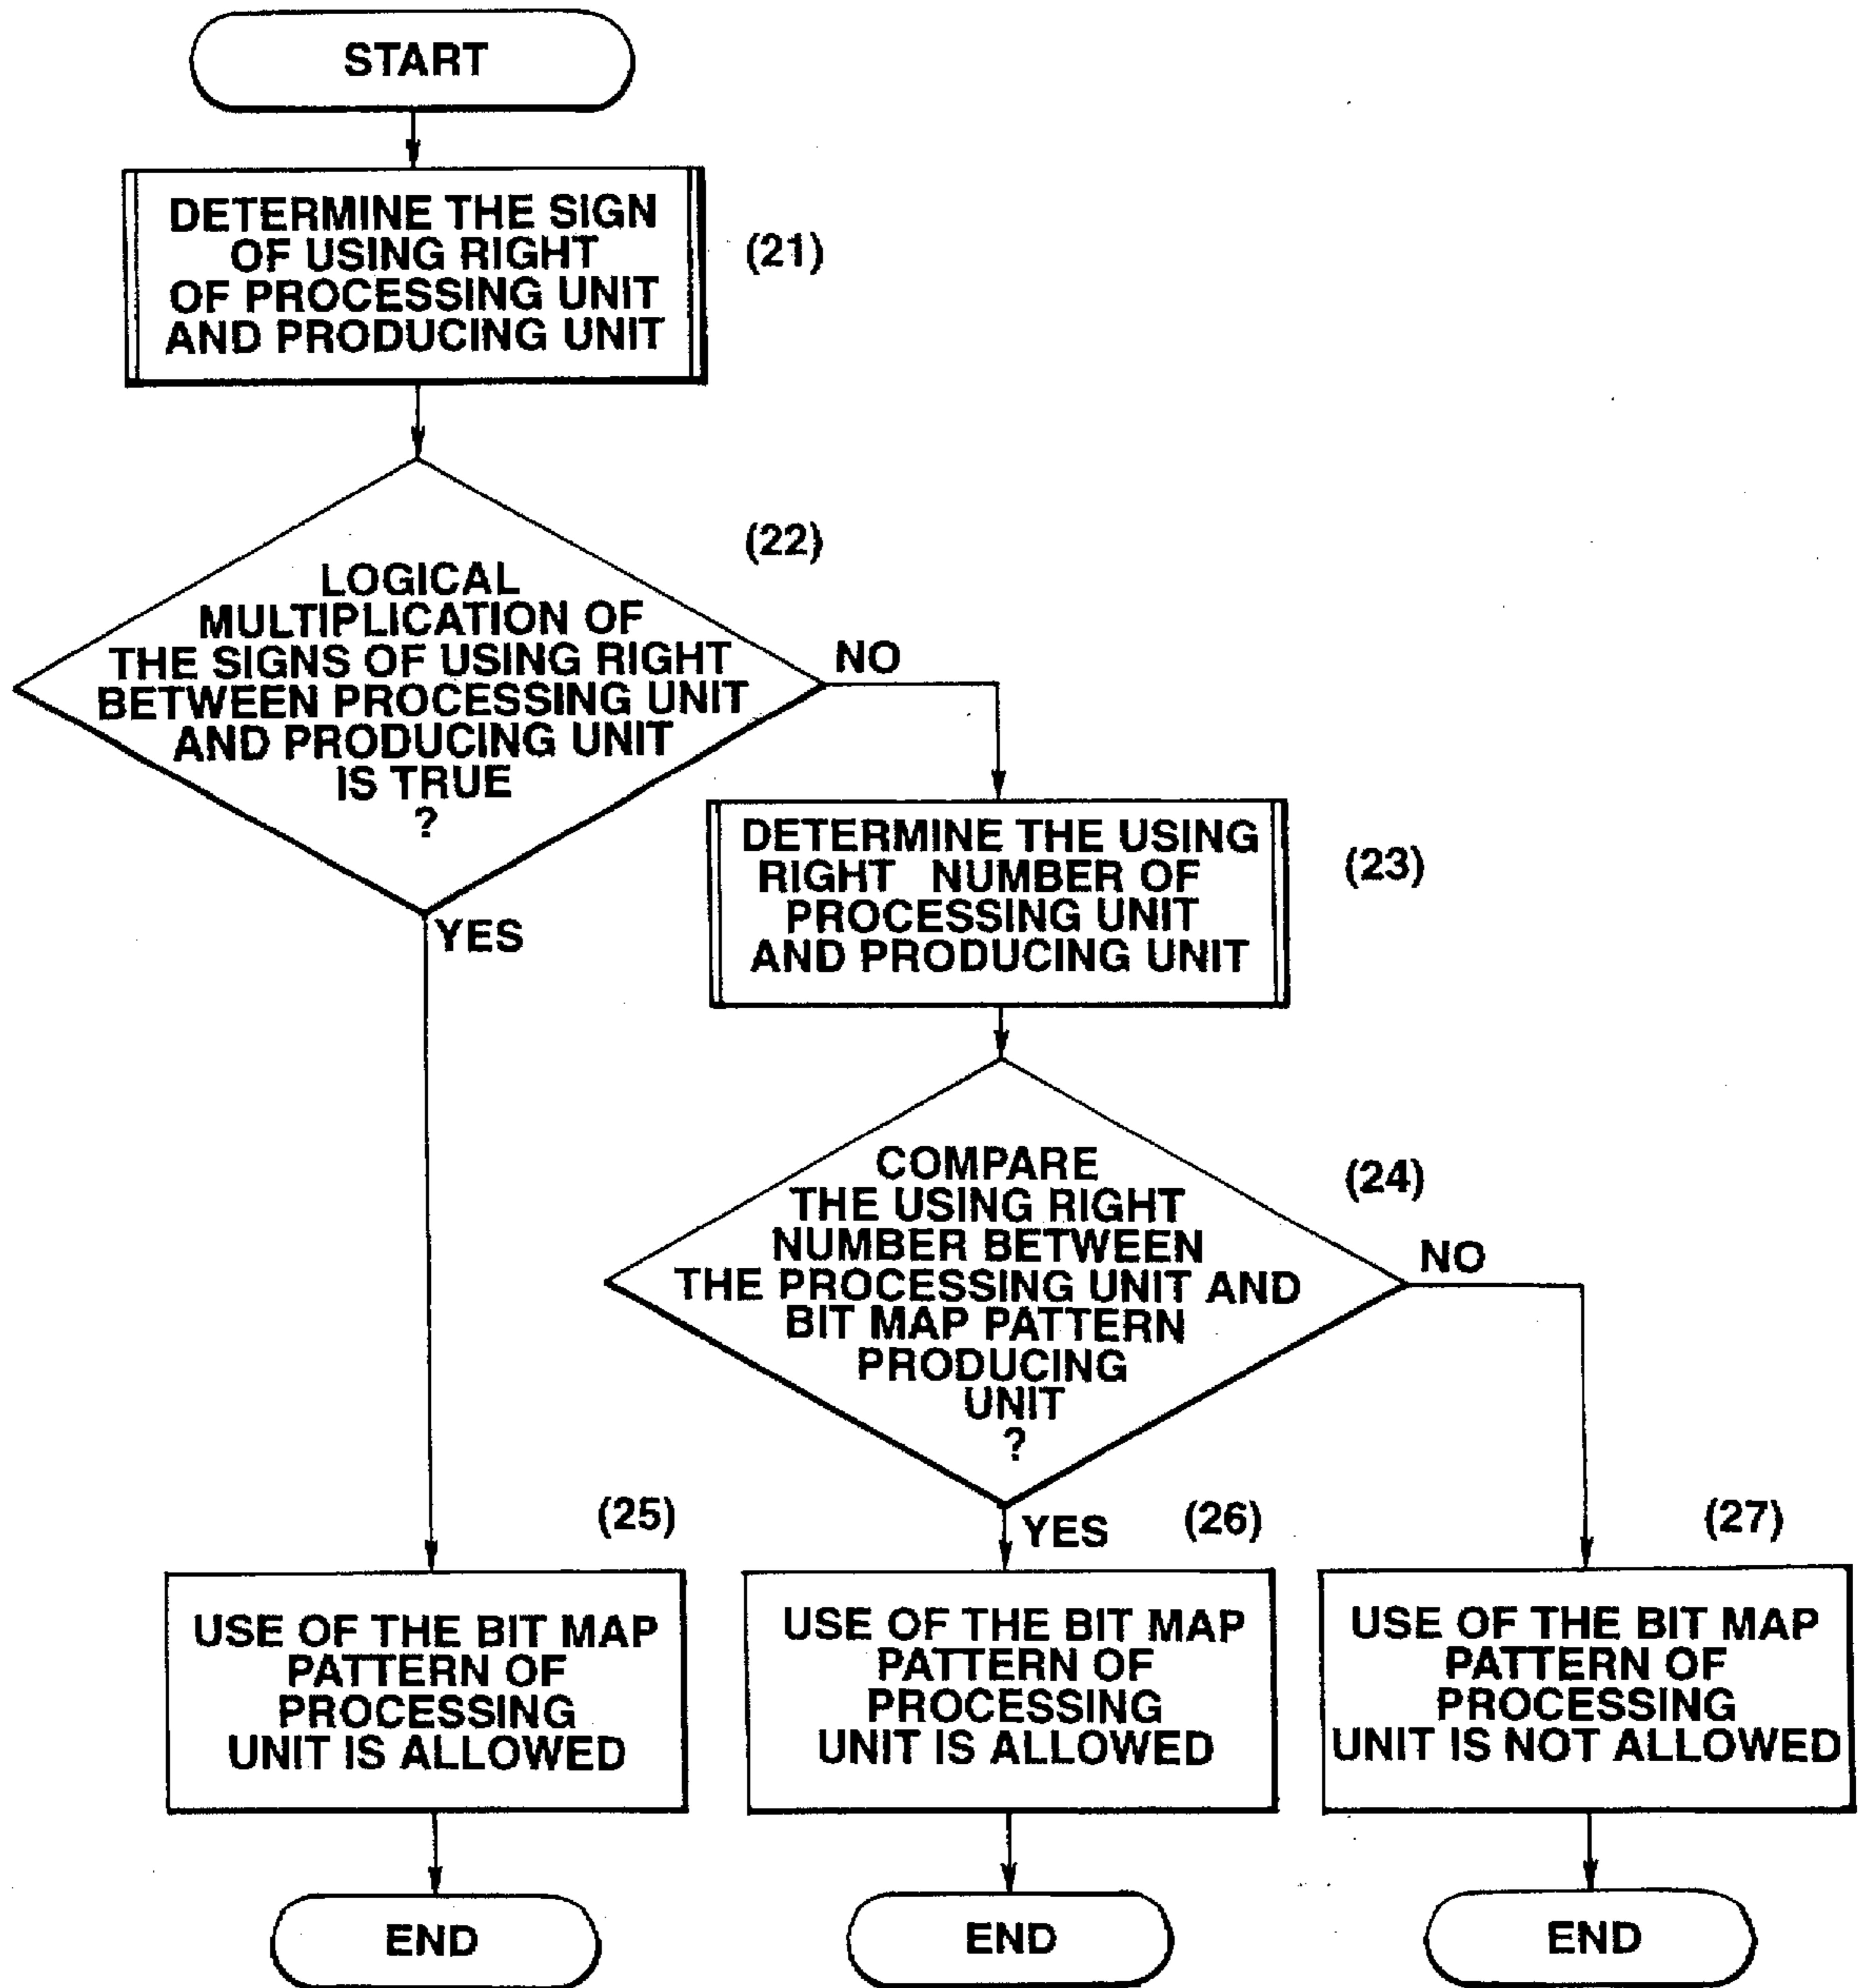 START
DETERMINE THE SIGN
OF USING RIGHT
OF PROCESSING UNIT
AND PRODUCING UNIT
(21)
LOGICAL
MULTIPLICATION OF
THE SIGNS OF USING RIGHT
BETWEEN PROCESSING UNIT
AND PRODUCING UNIT
IS TRUE
?
(22)
NO
YES
DETERMINE THE USING
RIGHT NUMBER OF
PROCESSING UNIT
AND PRODUCING UNIT
(23)
COMPARE
THE USING RIGHT
NUMBER BETWEEN
THE PROCESSING UNIT AND
BIT MAP PATTERN
PRODUCING
UNIT
?
(24)
NO
YES
(25)
USE OF THE BIT MAP
PATTERN OF
PROCESSING
UNIT IS ALLOWED
END
(26)
USE OF THE BIT MAP
PATTERN OF
PROCESSING
UNIT IS ALLOWED
END
(27)
USE OF THE BIT MAP
PATTERN OF
PROCESSING
UNIT IS NOT ALLOWED
END